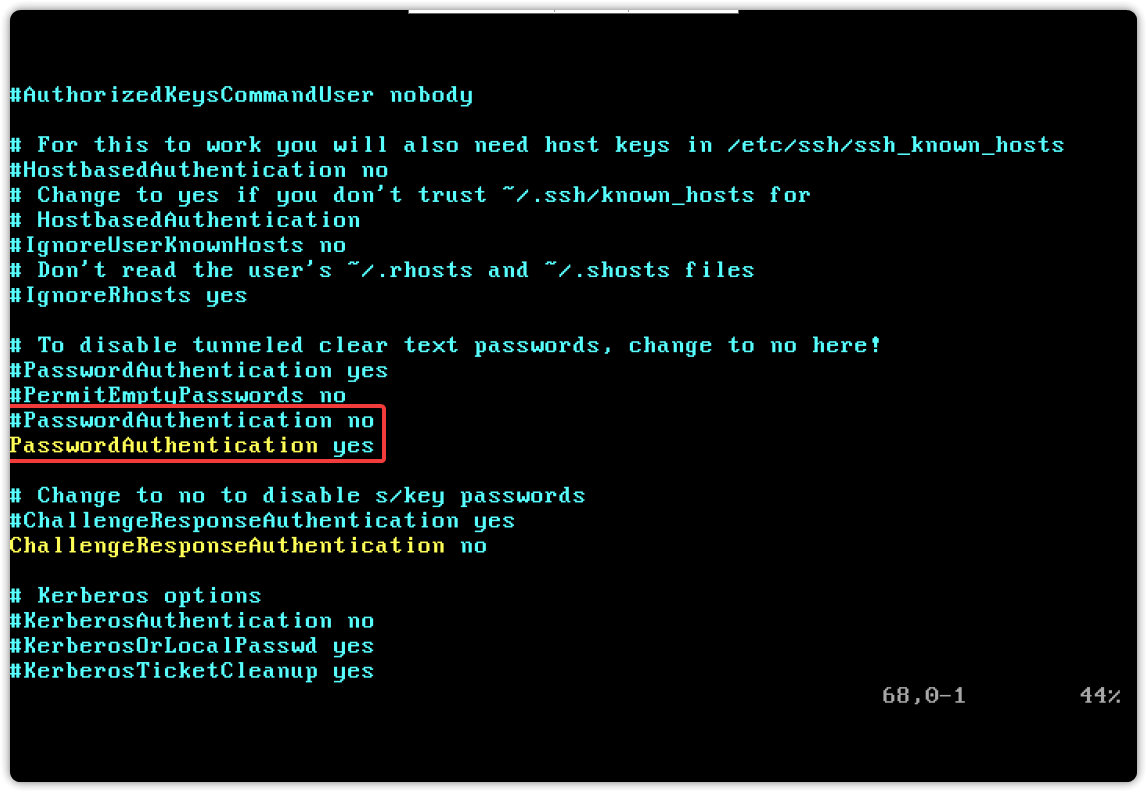 #AuthorizedKeysCommandUser nobody
# For this to work you will also need host keys in /etc/ssh/ssh_known_hosts
#HostbasedAuthentication no
# Change to yes if you don't trust ~/.ssh/known_hosts for
# HostbasedAuthentication
#IgnoreUserKnownHosts no
# Don't read the user's ~/.rhosts and ~/.shosts files
#IgnoreRhosts yes
# To disable tunneled clear text passwords, change to no here!
#PasswordAuthentication yes
#PermitEmptyPasswords no
#PasswordAuthentication no
PasswordAuthentication yes
# Change to no to disable s/key passwords
#ChallengeResponseAuthentication yes
ChallengeResponseAuthentication no
# Kerberos options
#KerberosAuthentication no
#KerberosOrLocalPasswd yes
#KerberosTicketCleanup yes
68,0-1 44%